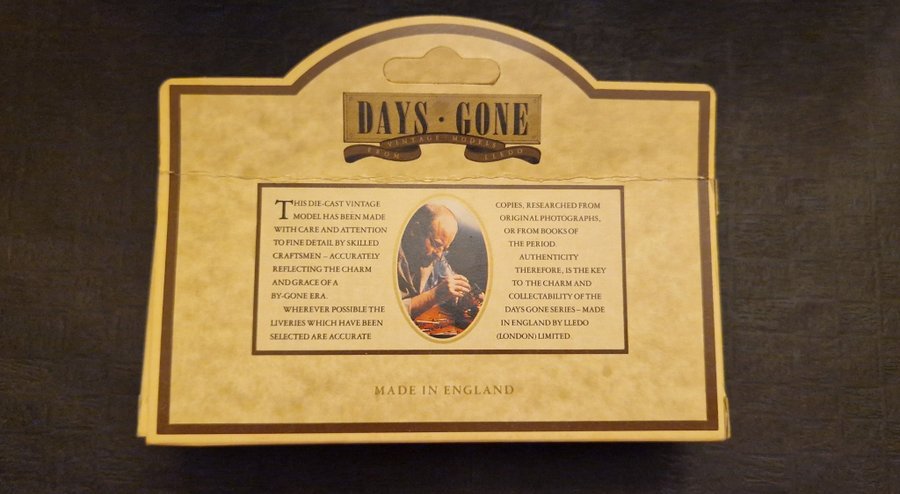 DAYS · GONE
VINTAGE MODELS
FROM LLEDO
THIS DIE-CAST VINTAGE
MODEL HAS BEEN MADE
WITH CARE AND ATTENTION
TO FINE DETAIL BY SKILLED
CRAFTSMEN – ACCURATELY
REFLECTING THE CHARM
AND GRACE OF A
BY-GONE ERA.
WHEREVER POSSIBLE THE
LIVERIES WHICH HAVE BEEN
SELECTED ARE ACCURATE
COPIES, RESEARCHED FROM
ORIGINAL PHOTOGRAPHS,
OR FROM BOOKS OF
THE PERIOD.
AUTHENTICITY
THEREFORE, IS THE KEY
TO THE CHARM AND
COLLECTABILITY OF THE
DAYS GONE SERIES – MADE
IN ENGLAND BY LLEDO
(LONDON) LIMITED.
MADE IN ENGLAND